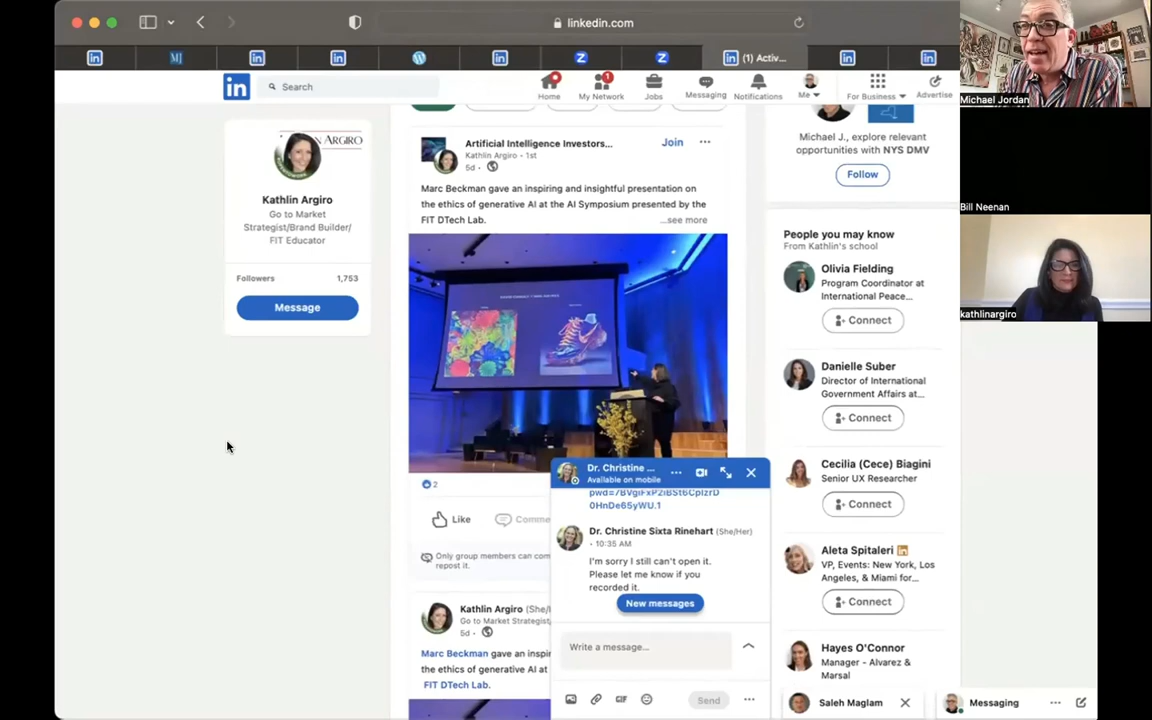 linkedin.com
(1) Activ...
Search
Home
My Network
1
Jobs
Messaging
Notifications
Me
For Business
Advertise
Kathlin Argiro
Go to Market
Strategist/Brand Builder/
FIT Educator
Followers 1,753
Message
Artificial Intelligence Investors...
Join
Kathlin Argiro • 1st
5d •
Marc Beckman gave an inspiring and insightful presentation on
the ethics of generative AI at the AI Symposium presented by the
FIT DTech Lab.
...see more
2
Like
Comme
Only group members can com
repost it.
Kathlin Argiro (She/
Go to Market Strategist/
5d •
Marc Beckman gave an inspir
the ethics of generative AI at
FIT DTech Lab.
Dr. Christine ...
Available on mobile
0HnDe65yWU.1
Dr. Christine Sixta Rinehart (She/Her)
• 10:35 AM
I'm sorry I still can't open it.
Please let me know if you
recorded it.
New messages
Write a message...
GIF
Send
Michael J., explore relevant
opportunities with NYS DMV
Follow
People you may know
From Kathlin's school
Olivia Fielding
Program Coordinator at
International Peace...
Connect
Danielle Suber
Director of International
Government Affairs at...
Connect
Cecilia (Cece) Biagini
Senior UX Researcher
Connect
Aleta Spitaleri
VP, Events: New York, Los
Angeles, & Miami for...
Connect
Hayes O'Connor
Manager - Alvarez &
Marsal
Saleh Maglam
Messaging
Michael Jordan
Bill Neenan
kathlinargiro